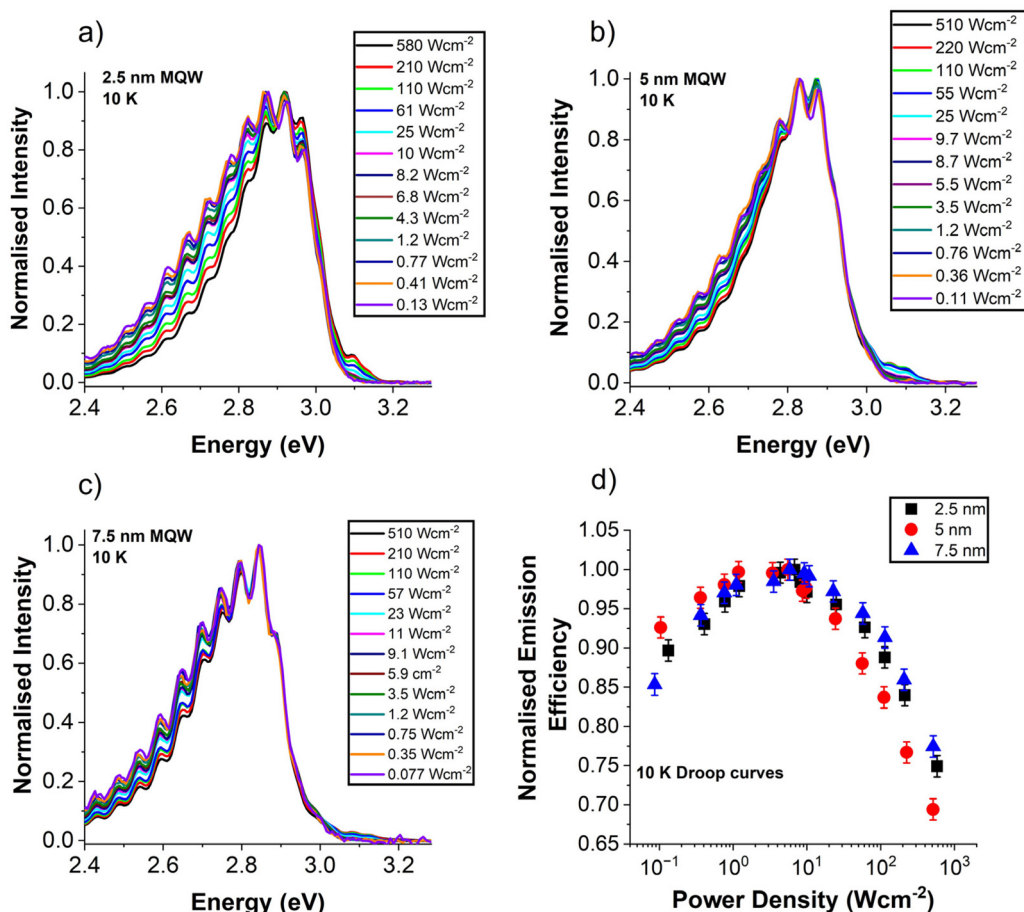 a)
2.5 nm MQW
10 K
580 Wcm⁻²
210 Wcm⁻²
110 Wcm⁻²
61 Wcm⁻²
25 Wcm⁻²
10 Wcm⁻²
8.2 Wcm⁻²
6.8 Wcm⁻²
4.3 Wcm⁻²
1.2 Wcm⁻²
0.77 Wcm⁻²
0.41 Wcm⁻²
0.13 Wcm⁻²
Normalised Intensity
1.0
0.8
0.6
0.4
0.2
0.0
2.4 2.6 2.8 3.0 3.2
Energy (eV)
b)
5 nm MQW
10 K
510 Wcm⁻²
220 Wcm⁻²
110 Wcm⁻²
55 Wcm⁻²
25 Wcm⁻²
9.7 Wcm⁻²
8.7 Wcm⁻²
5.5 Wcm⁻²
3.5 Wcm⁻²
1.2 Wcm⁻²
0.76 Wcm⁻²
0.36 Wcm⁻²
0.11 Wcm⁻²
Normalised Intensity
1.0
0.8
0.6
0.4
0.2
0.0
2.4 2.6 2.8 3.0 3.2
Energy (eV)
c)
7.5 nm MQW
10 K
510 Wcm⁻²
210 Wcm⁻²
110 Wcm⁻²
57 Wcm⁻²
23 Wcm⁻²
11 Wcm⁻²
9.1 Wcm⁻²
5.9 cm⁻²
3.5 Wcm⁻²
1.2 Wcm⁻²
0.75 Wcm⁻²
0.35 Wcm⁻²
0.077 Wcm⁻²
Normalised Intensity
1.0
0.8
0.6
0.4
0.2
0.0
2.4 2.6 2.8 3.0 3.2
Energy (eV)
d)
2.5 nm
5 nm
7.5 nm
Normalised Emission
Efficiency
1.05
1.00
0.95
0.90
0.85
0.80
0.75
0.70
0.65
10 K Droop curves
10⁻¹ 10⁰ 10¹ 10² 10³
Power Density (Wcm⁻²)